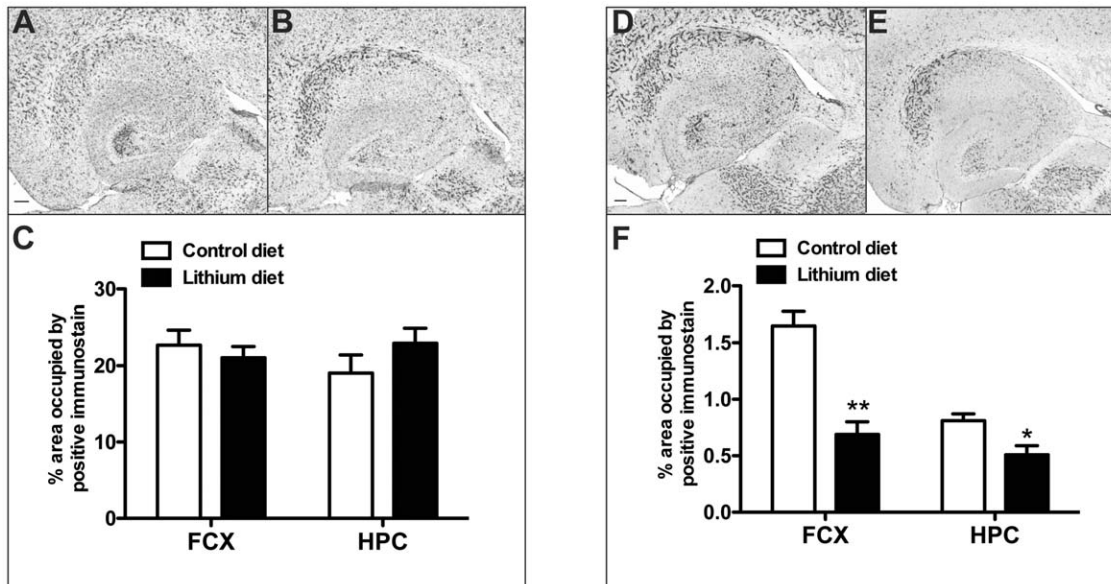 A
B
C
Control diet
Lithium diet
% area occupied by
positive immunostain
30
20
10
0
FCX
HPC
D
E
F
Control diet
Lithium diet
% area occupied by
positive immunostain
2.0
1.5
1.0
0.5
0.0
**
*
FCX
HPC